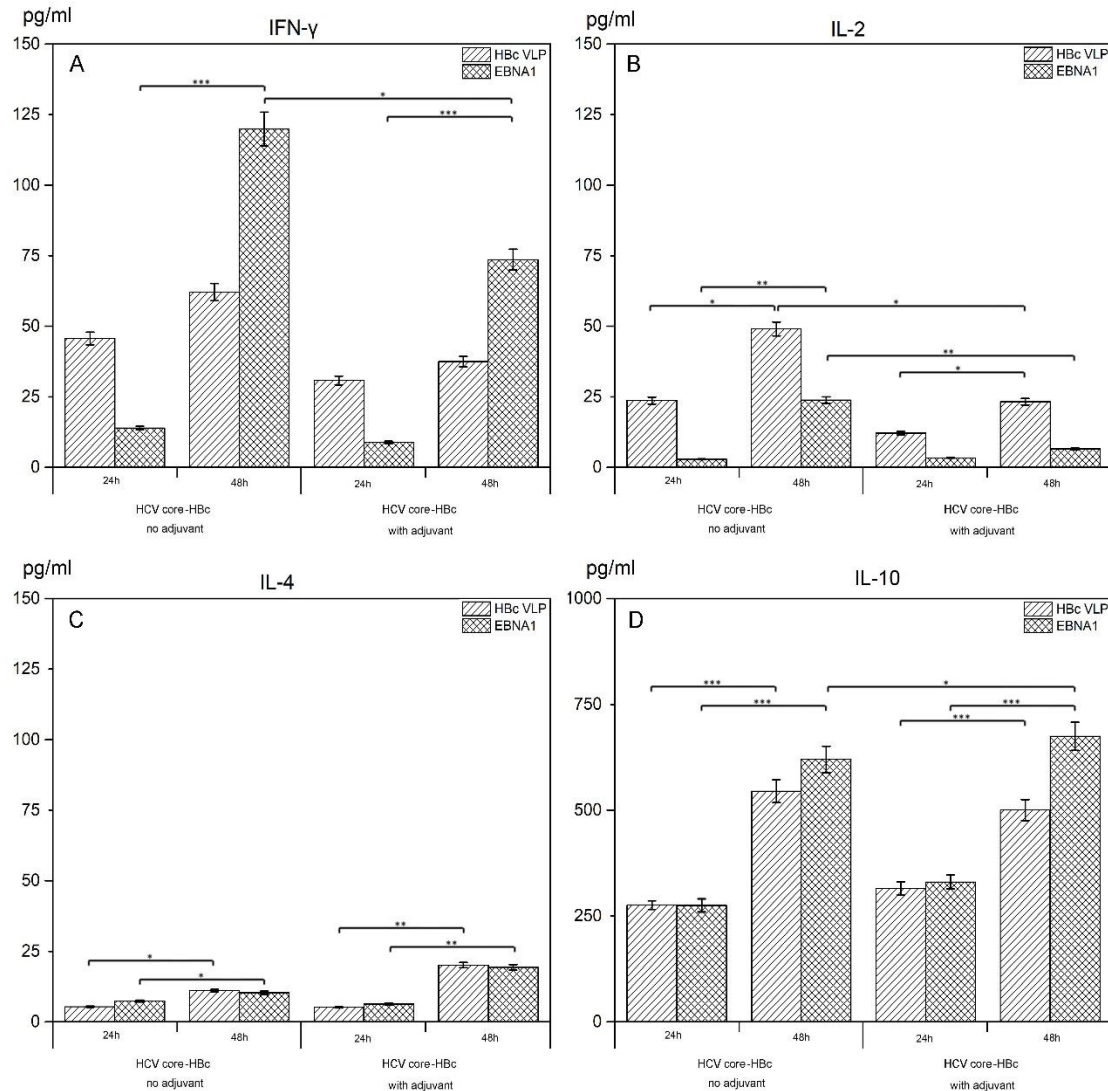 pg/ml
IFN-γ
150
A
HBc VLP
EBNA1
***
*
125
***
100
75
50
25
0
24h
48h
24h
48h
HCV core-HBc
no adjuvant
HCV core-HBc
with adjuvant
pg/ml
IL-2
150
B
HBc VLP
EBNA1
125
100
75
**
*
*
50
**
*
25
0
24h
48h
24h
48h
HCV core-HBc
no adjuvant
HCV core-HBc
with adjuvant
pg/ml
IL-4
150
C
HBc VLP
EBNA1
125
100
75
50
**
**
25
*
*
0
24h
48h
24h
48h
HCV core-HBc
no adjuvant
HCV core-HBc
with adjuvant
pg/ml
IL-10
1000
D
HBc VLP
EBNA1
***
*
750
***
***
***
500
250
0
24h
48h
24h
48h
HCV core-HBc
no adjuvant
HCV core-HBc
with adjuvant